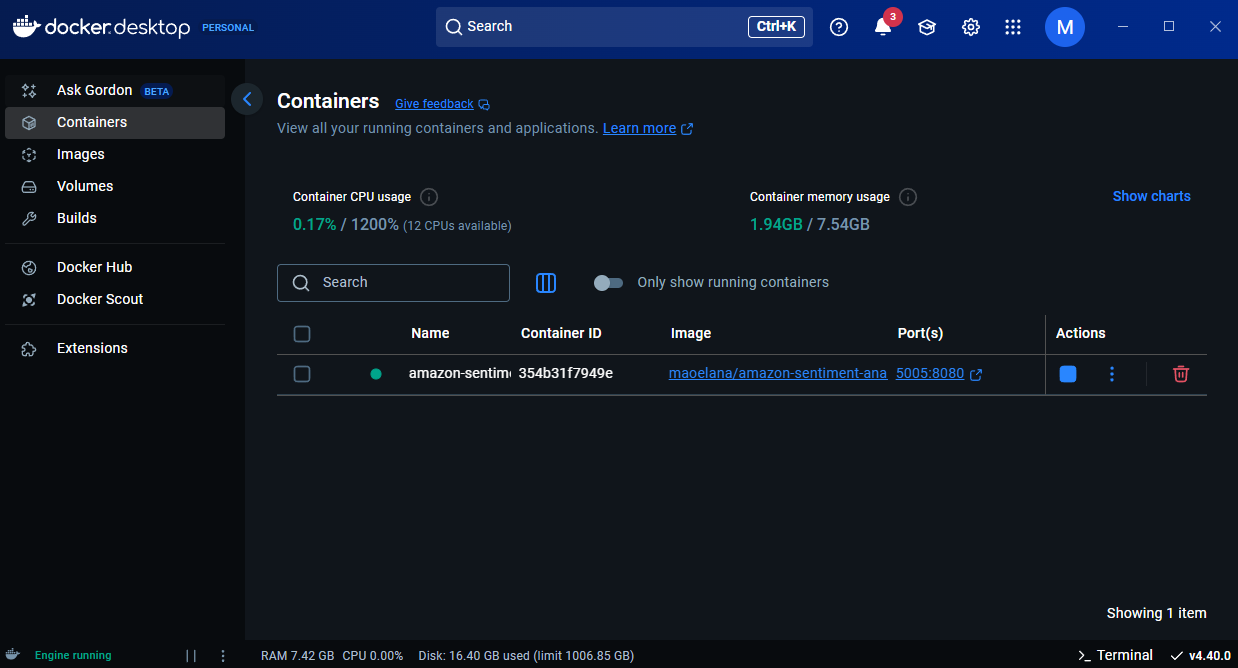 docker.desktop PERSONAL
Search Ctrl+K
3
M
Ask Gordon BETA
Containers
Images
Volumes
Builds
Docker Hub
Docker Scout
Extensions
Containers Give feedback
View all your running containers and applications. Learn more
Container CPU usage
0.17% / 1200% (12 CPUs available)
Container memory usage
1.94GB / 7.54GB
Show charts
Search
Only show running containers
Name Container ID Image Port(s) Actions
amazon-sentim 354b31f7949e maoelana/amazon-sentiment-ana 5005:8080
Showing 1 item
Engine running RAM 7.42 GB CPU 0.00% Disk: 16.40 GB used (limit 1006.85 GB) Terminal v4.40.0